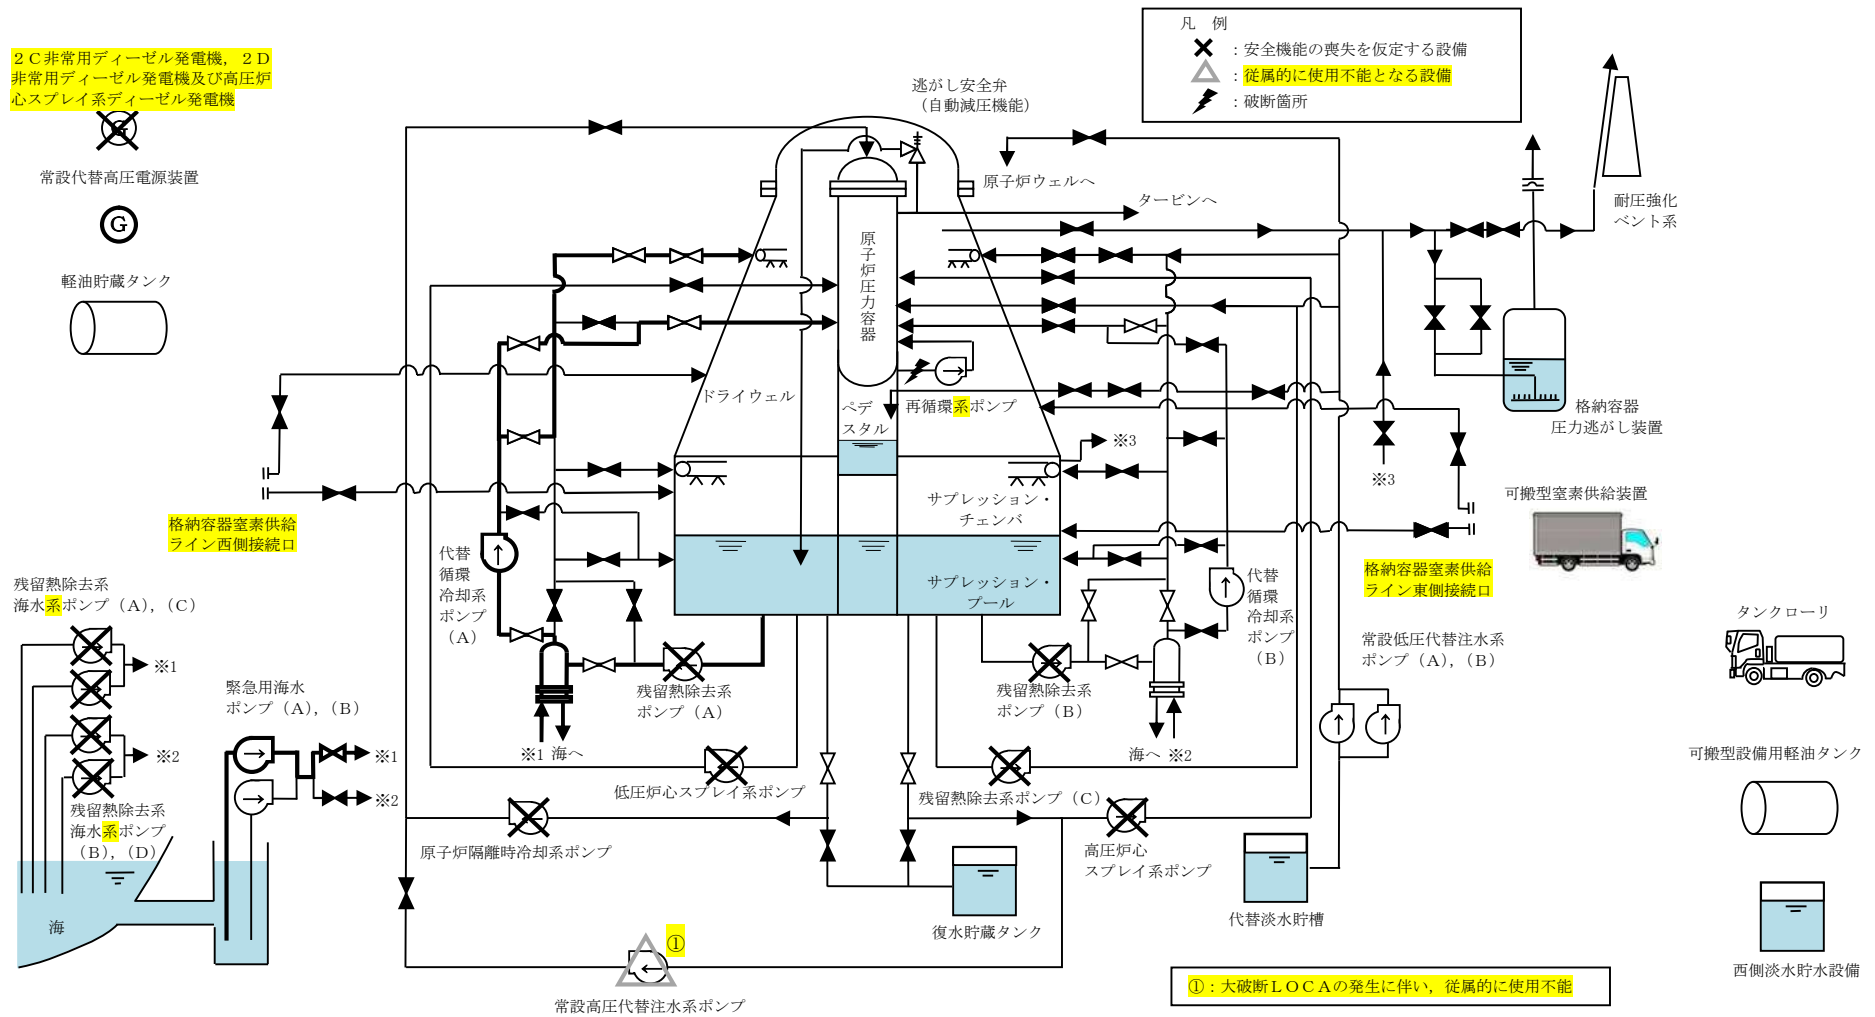 凡　例
：安全機能の喪失を仮定する設備
：従属的に使用不能となる設備
：破断箇所
２Ｃ非常用ディーゼル発電機，２Ｄ
非常用ディーゼル発電機及び高圧炉
心スプレイ系ディーゼル発電機
G
常設代替高圧電源装置
G
軽油貯蔵タンク
逃がし安全弁
（自動減圧機能）
原子炉ウェルへ
タービンへ
耐圧強化
ベント系
原子炉圧力容器
ドライウェル
ペデ
スタル
再循環系ポンプ
※3
※3
格納容器
圧力逃がし装置
サプレッション・
チェンバ
サプレッション・
プール
格納容器窒素供給
ライン西側接続口
可搬型窒素供給装置
格納容器窒素供給
ライン東側接続口
代替
循環
冷却系
ポンプ
（A）
代替
循環
冷却系
ポンプ
（B）
残留熱除去系
海水系ポンプ（A），（C）
※1
※2
残留熱除去系
海水系ポンプ
（B），（D）
緊急用海水
ポンプ（A），（B）
※1
※2
海
残留熱除去系
ポンプ（A）
※1 海へ
残留熱除去系
ポンプ（B）
海へ ※2
常設低圧代替注水系
ポンプ（A），（B）
タンクローリ
可搬型設備用軽油タンク
低圧炉心スプレイ系ポンプ
残留熱除去系ポンプ（C）
原子炉隔離時冷却系ポンプ
高圧炉心
スプレイ系ポンプ
復水貯蔵タンク
代替淡水貯槽
西側淡水貯水設備
①
常設高圧代替注水系ポンプ
①：大破断ＬＯＣＡの発生に伴い，従属的に使用不能